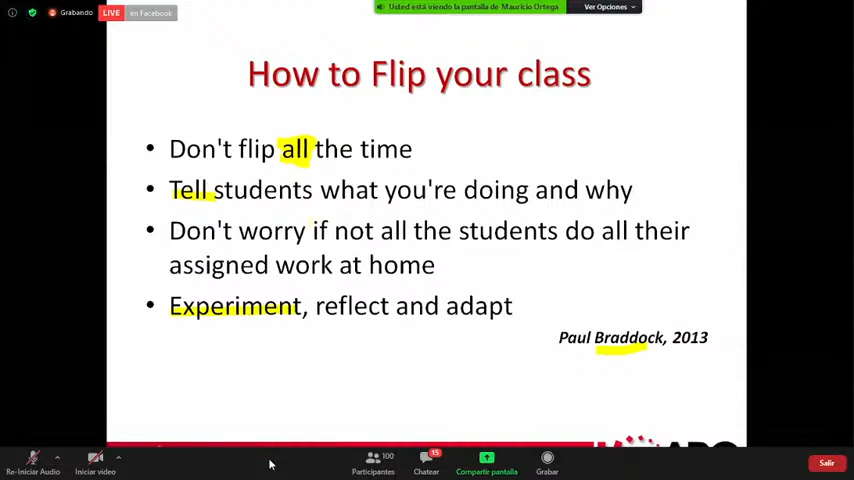 Grabando
LIVE en Facebook
Usted está viendo la pantalla de Mauricio Ortega
Ver Opciones
How to Flip your class
• Don't flip all the time
• Tell students what you're doing and why
• Don't worry if not all the students do all their
assigned work at home
• Experiment, reflect and adapt
Paul Braddock, 2013
Re-Iniciar Audio
Iniciar video
100
Participantes
15
Chatear
Compartir pantalla
Grabar
Salir